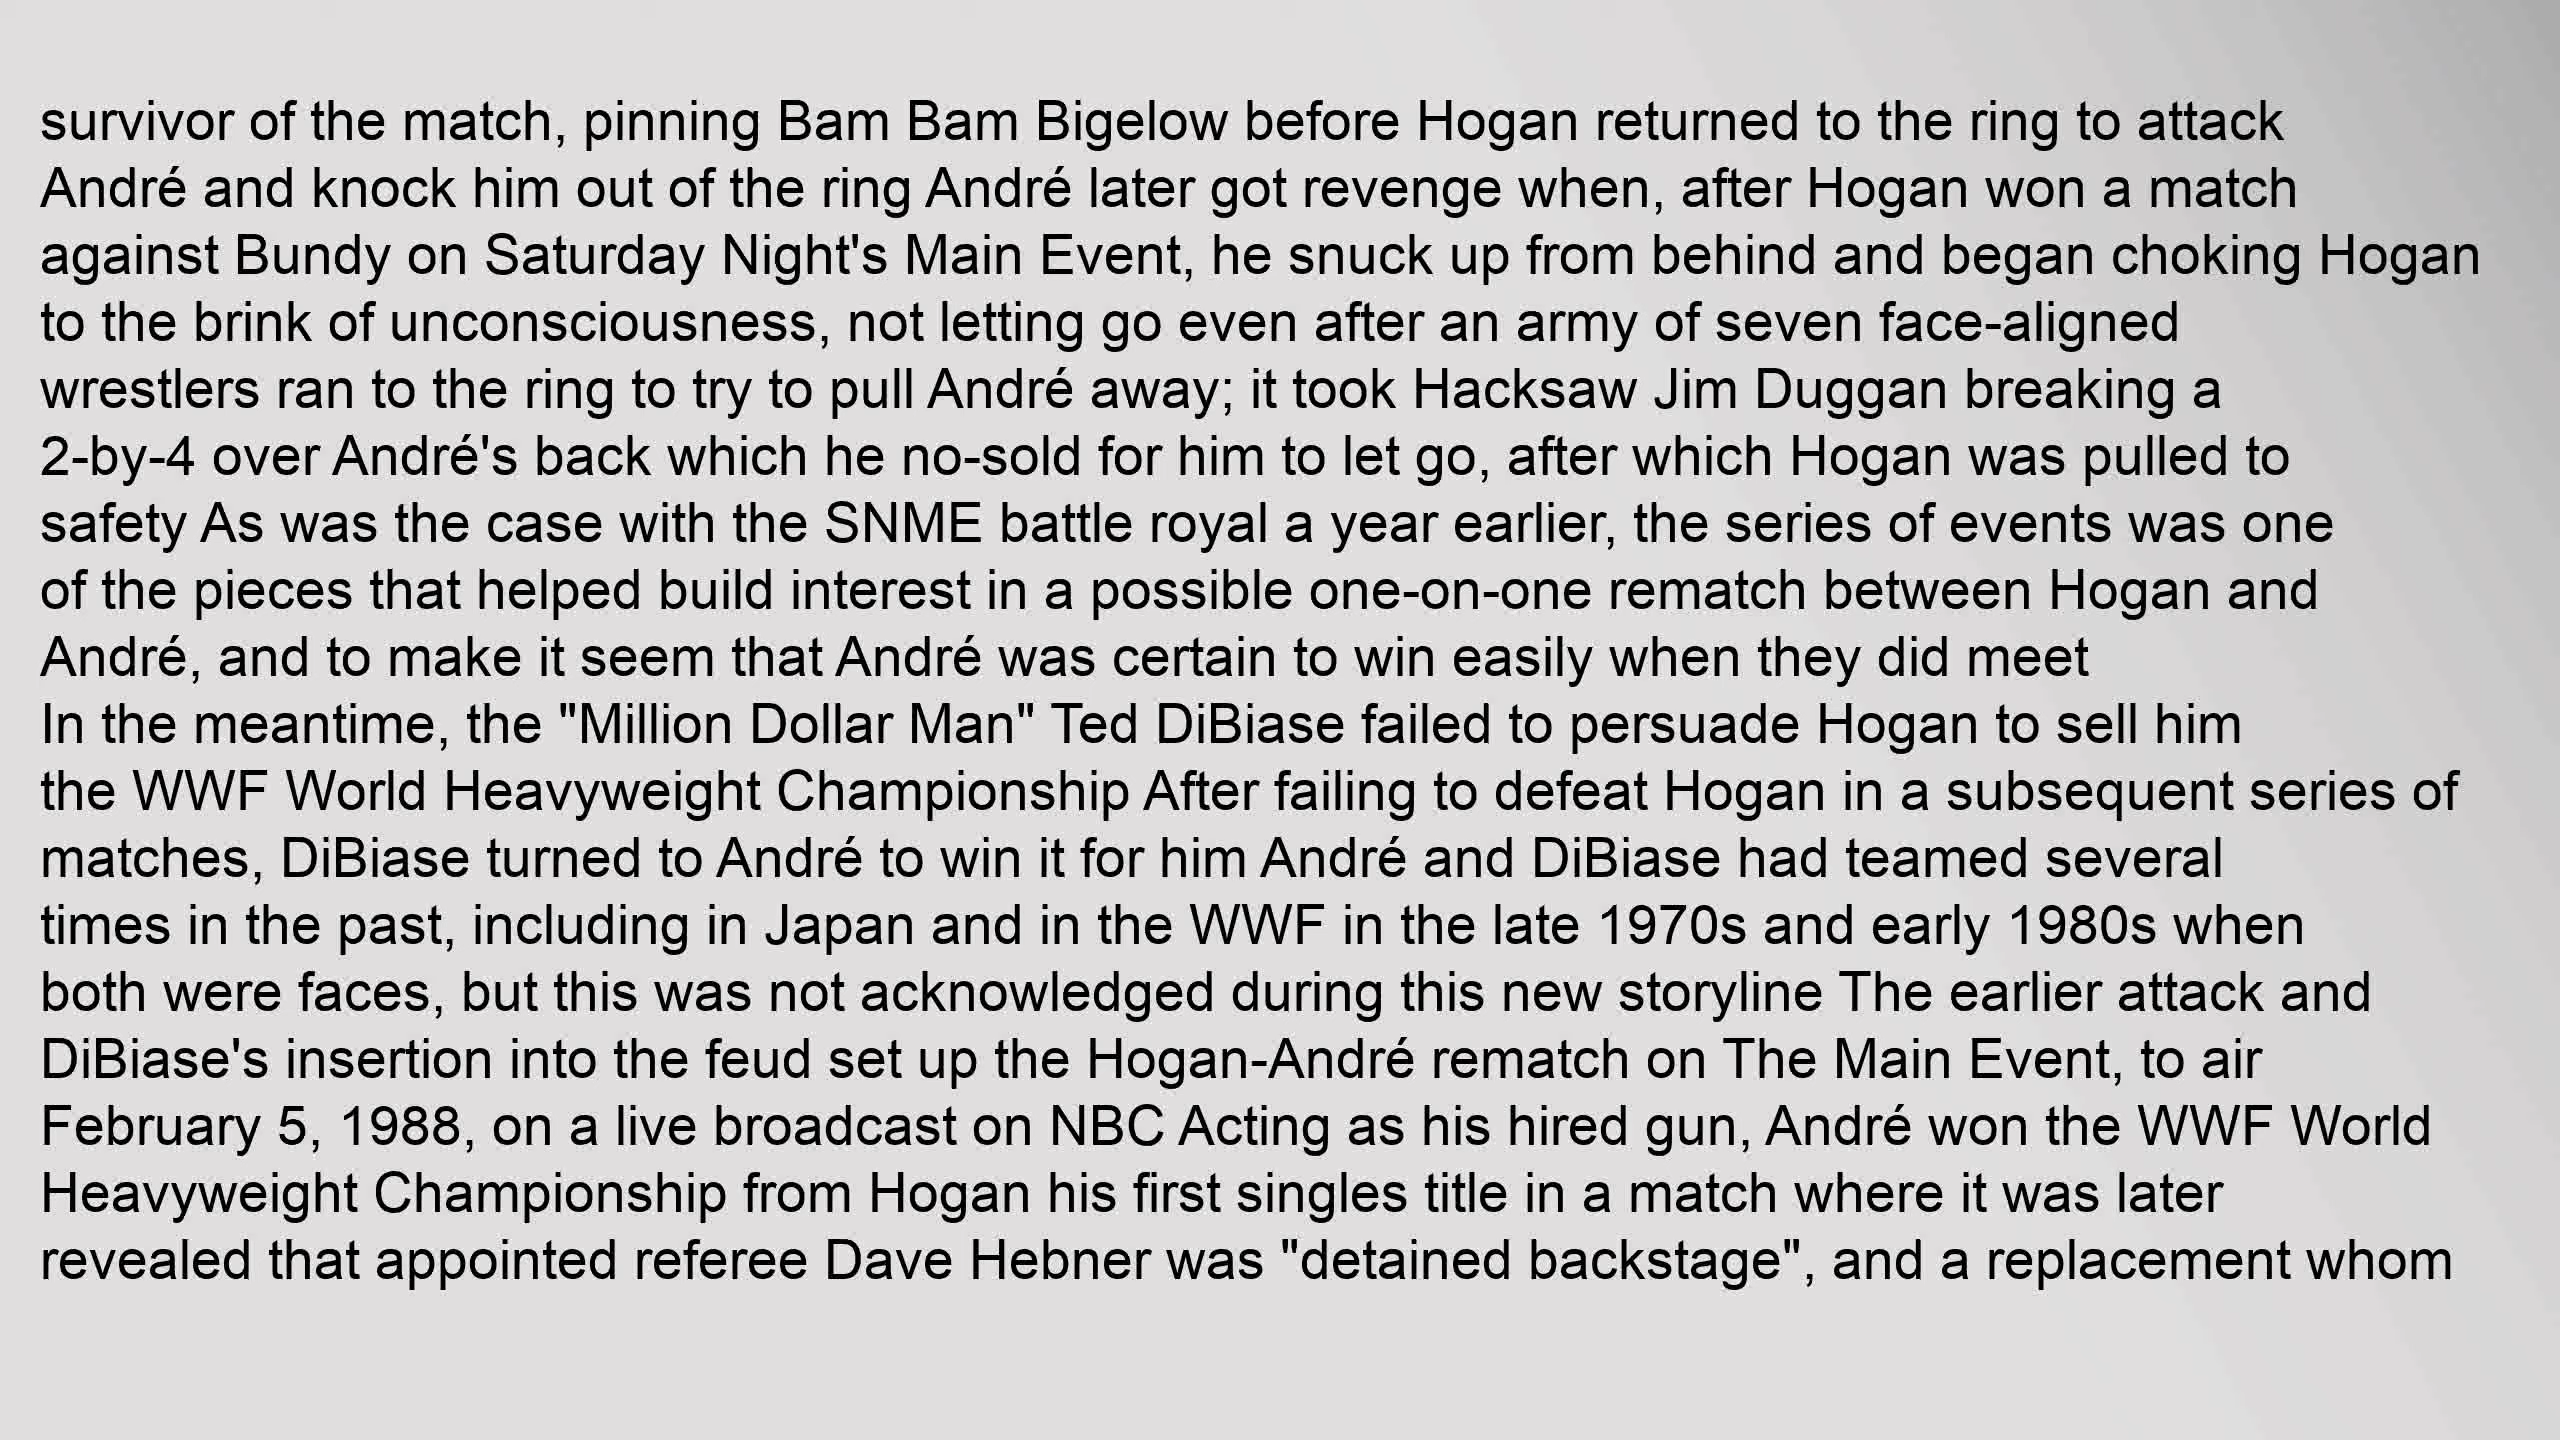 survivor of the match, pinning Bam Bam Bigelow before Hogan returned to the ring to attack
André and knock him out of the ring André later got revenge when, after Hogan won a match
against Bundy on Saturday Night's Main Event, he snuck up from behind and began choking Hogan
to the brink of unconsciousness, not letting go even after an army of seven face-aligned
wrestlers ran to the ring to try to pull André away; it took Hacksaw Jim Duggan breaking a
2-by-4 over André's back which he no-sold for him to let go, after which Hogan was pulled to
safety As was the case with the SNME battle royal a year earlier, the series of events was one
of the pieces that helped build interest in a possible one-on-one rematch between Hogan and
André, and to make it seem that André was certain to win easily when they did meet
In the meantime, the "Million Dollar Man" Ted DiBiase failed to persuade Hogan to sell him
the WWF World Heavyweight Championship After failing to defeat Hogan in a subsequent series of
matches, DiBiase turned to André to win it for him André and DiBiase had teamed several
times in the past, including in Japan and in the WWF in the late 1970s and early 1980s when
both were faces, but this was not acknowledged during this new storyline The earlier attack and
DiBiase's insertion into the feud set up the Hogan-André rematch on The Main Event, to air
February 5, 1988, on a live broadcast on NBC Acting as his hired gun, André won the WWF World
Heavyweight Championship from Hogan his first singles title in a match where it was later
revealed that appointed referee Dave Hebner was "detained backstage", and a replacement whom